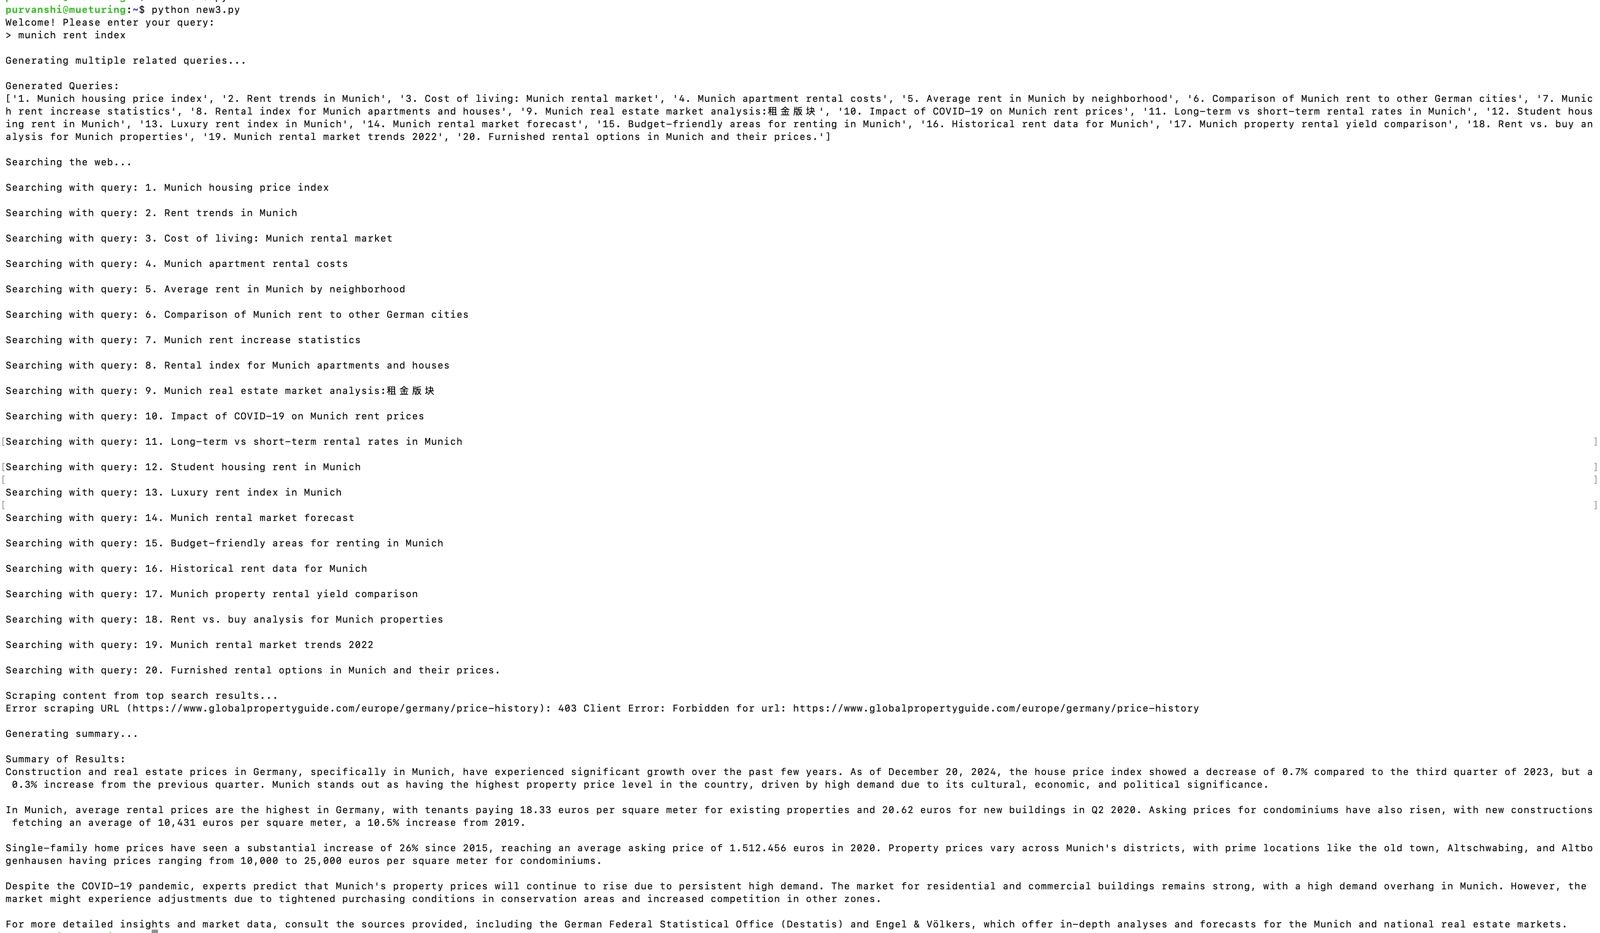 purvanshi@mueturing:~$ python new3.py
Welcome! Please enter your query:
> munich rent index
Generating multiple related queries...
Generated Queries:
['1. Munich housing price index', '2. Rent trends in Munich', '3. Cost of living: Munich rental market', '4. Munich apartment rental costs', '5. Average rent in Munich by neighborhood', '6. Comparison of Munich rent to other German cities', '7. Munic
h rent increase statistics', '8. Rental index for Munich apartments and houses', '9. Munich real estate market analysis:租金版块', '10. Impact of COVID-19 on Munich rent prices', '11. Long-term vs short-term rental rates in Munich', '12. Student hous
ing rent in Munich', '13. Luxury rent index in Munich', '14. Munich rental market forecast', '15. Budget-friendly areas for renting in Munich', '16. Historical rent data for Munich', '17. Munich property rental yield comparison', '18. Rent vs. buy an
alysis for Munich properties', '19. Munich rental market trends 2022', '20. Furnished rental options in Munich and their prices.']
Searching the web...
Searching with query: 1. Munich housing price index
Searching with query: 2. Rent trends in Munich
Searching with query: 3. Cost of living: Munich rental market
Searching with query: 4. Munich apartment rental costs
Searching with query: 5. Average rent in Munich by neighborhood
Searching with query: 6. Comparison of Munich rent to other German cities
Searching with query: 7. Munich rent increase statistics
Searching with query: 8. Rental index for Munich apartments and houses
Searching with query: 9. Munich real estate market analysis:租金版块
Searching with query: 10. Impact of COVID-19 on Munich rent prices
[Searching with query: 11. Long-term vs short-term rental rates in Munich ]
[Searching with query: 12. Student housing rent in Munich ]
[ ]
Searching with query: 13. Luxury rent index in Munich
[ ]
Searching with query: 14. Munich rental market forecast
Searching with query: 15. Budget-friendly areas for renting in Munich
Searching with query: 16. Historical rent data for Munich
Searching with query: 17. Munich property rental yield comparison
Searching with query: 18. Rent vs. buy analysis for Munich properties
Searching with query: 19. Munich rental market trends 2022
Searching with query: 20. Furnished rental options in Munich and their prices.
Scraping content from top search results...
Error scraping URL (https://www.globalpropertyguide.com/europe/germany/price-history): 403 Client Error: Forbidden for url: https://www.globalpropertyguide.com/europe/germany/price-history
Generating summary...
Summary of Results:
Construction and real estate prices in Germany, specifically in Munich, have experienced significant growth over the past few years. As of December 20, 2024, the house price index showed a decrease of 0.7% compared to the third quarter of 2023, but a
0.3% increase from the previous quarter. Munich stands out as having the highest property price level in the country, driven by high demand due to its cultural, economic, and political significance.
In Munich, average rental prices are the highest in Germany, with tenants paying 18.33 euros per square meter for existing properties and 20.62 euros for new buildings in Q2 2020. Asking prices for condominiums have also risen, with new constructions
fetching an average of 10,431 euros per square meter, a 10.5% increase from 2019.
Single-family home prices have seen a substantial increase of 26% since 2015, reaching an average asking price of 1.512.456 euros in 2020. Property prices vary across Munich's districts, with prime locations like the old town, Altschwabing, and Altbo
genhausen having prices ranging from 10,000 to 25,000 euros per square meter for condominiums.
Despite the COVID-19 pandemic, experts predict that Munich's property prices will continue to rise due to persistent high demand. The market for residential and commercial buildings remains strong, with a high demand overhang in Munich. However, the
market might experience adjustments due to tightened purchasing conditions in conservation areas and increased competition in other zones.
For more detailed insights and market data, consult the sources provided, including the German Federal Statistical Office (Destatis) and Engel & Völkers, which offer in-depth analyses and forecasts for the Munich and national real estate markets.